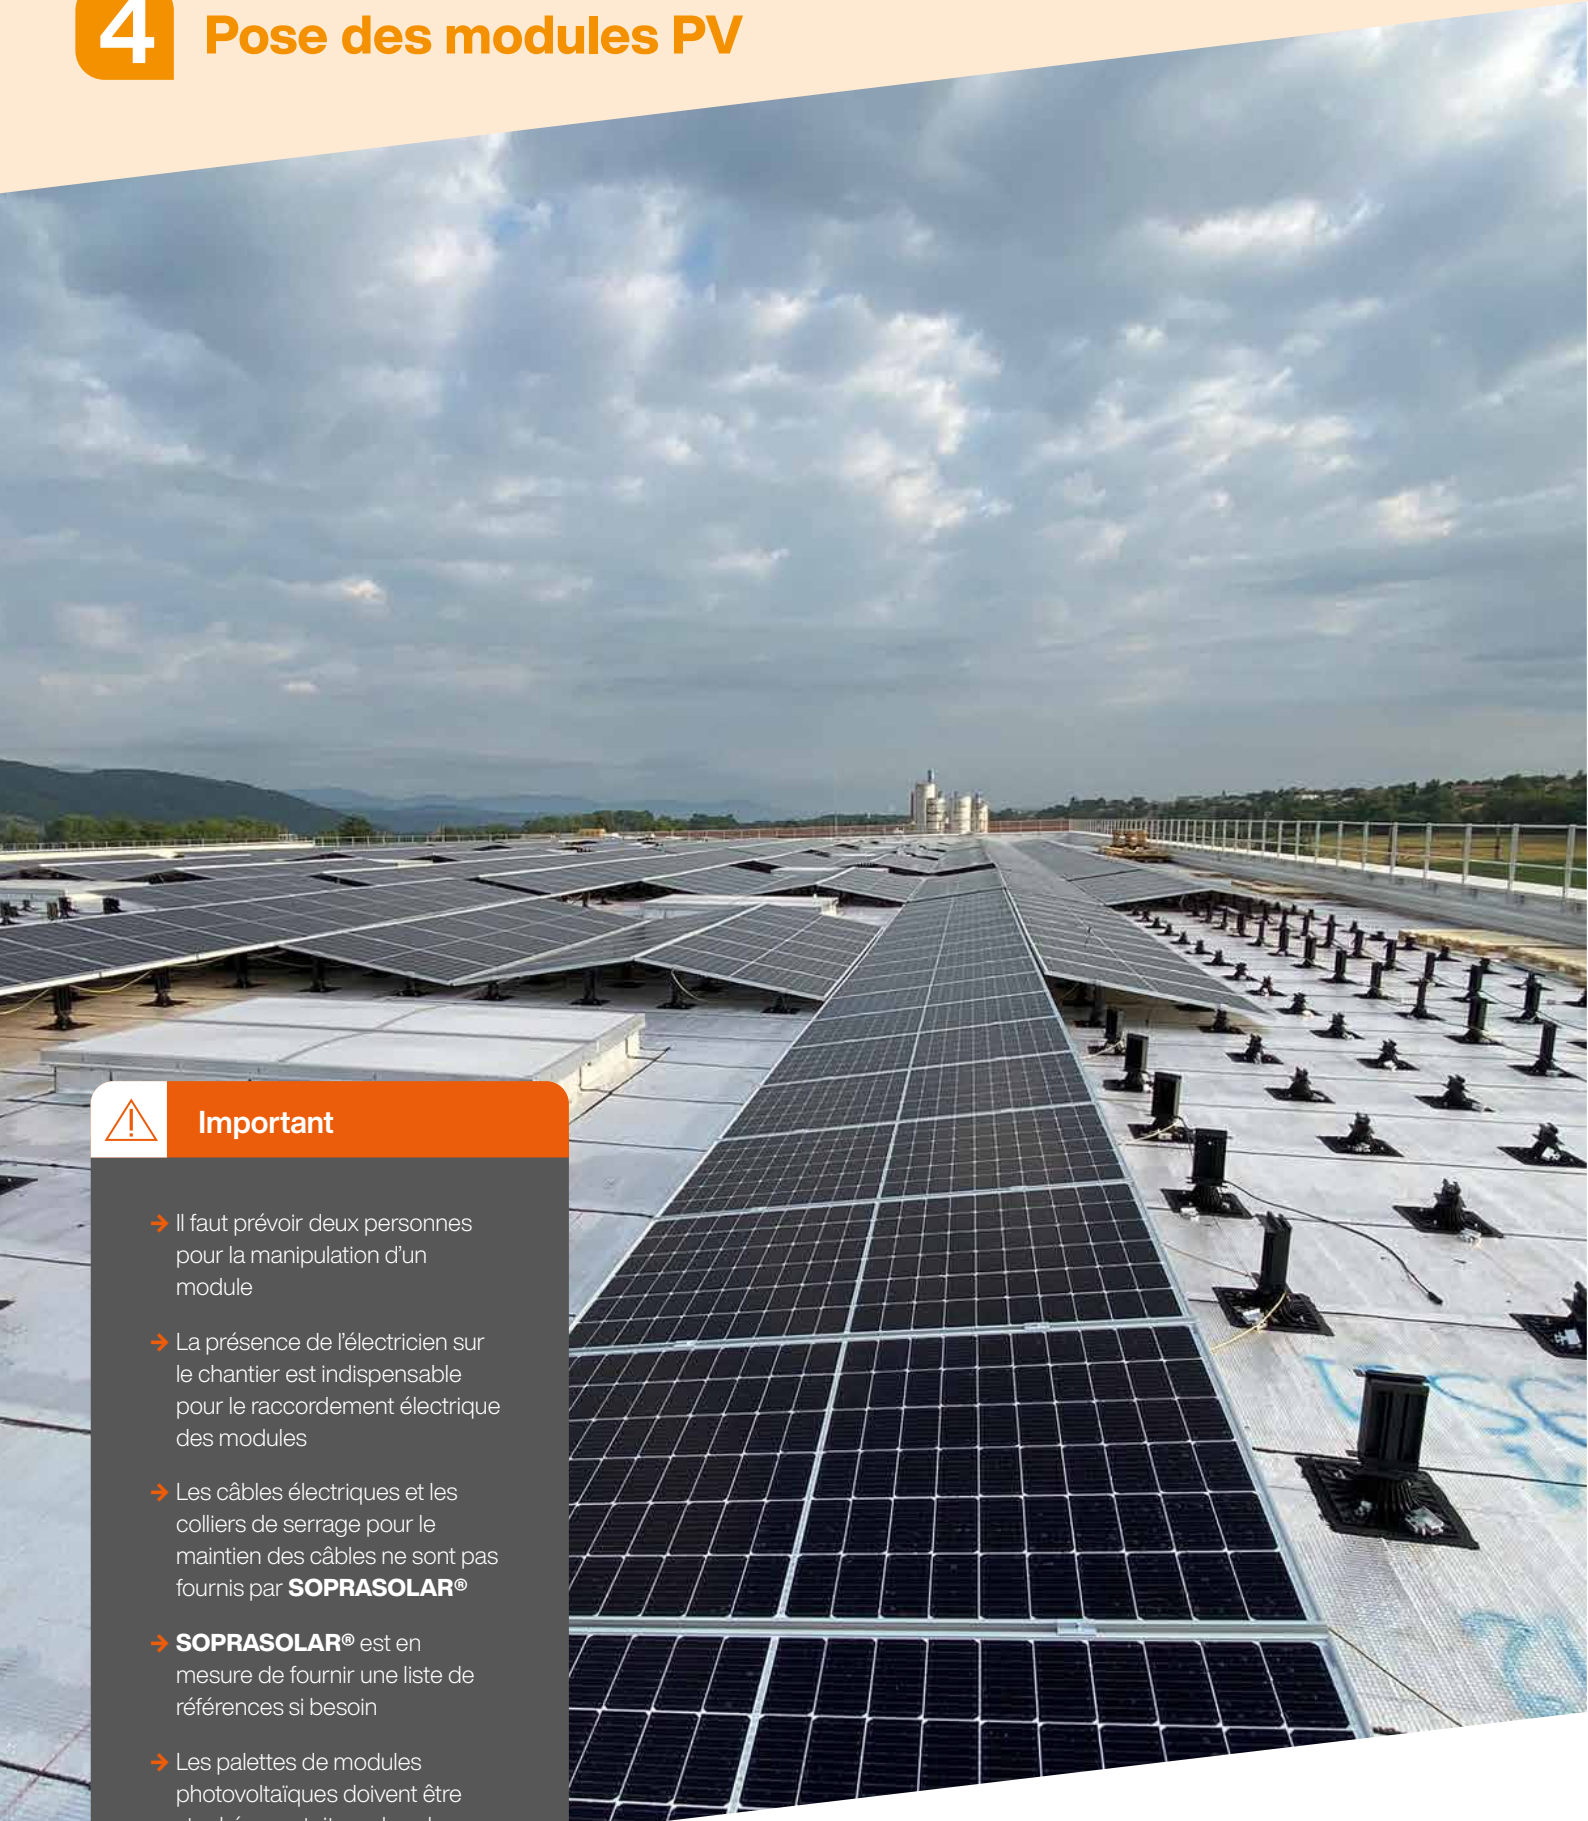 4 Pose des modules PV
Important
→ Il faut prévoir deux personnes
pour la manipulation d'un
module
→ La présence de l'électricien sur
le chantier est indispensable
pour le raccordement électrique
des modules
→ Les câbles électriques et les
colliers de serrage pour le
maintien des câbles ne sont pas
fournis par SOPRASOLAR®
→ SOPRASOLAR® est en
mesure de fournir une liste de
références si besoin
→ Les palettes de modules
photovoltaïques doivent être